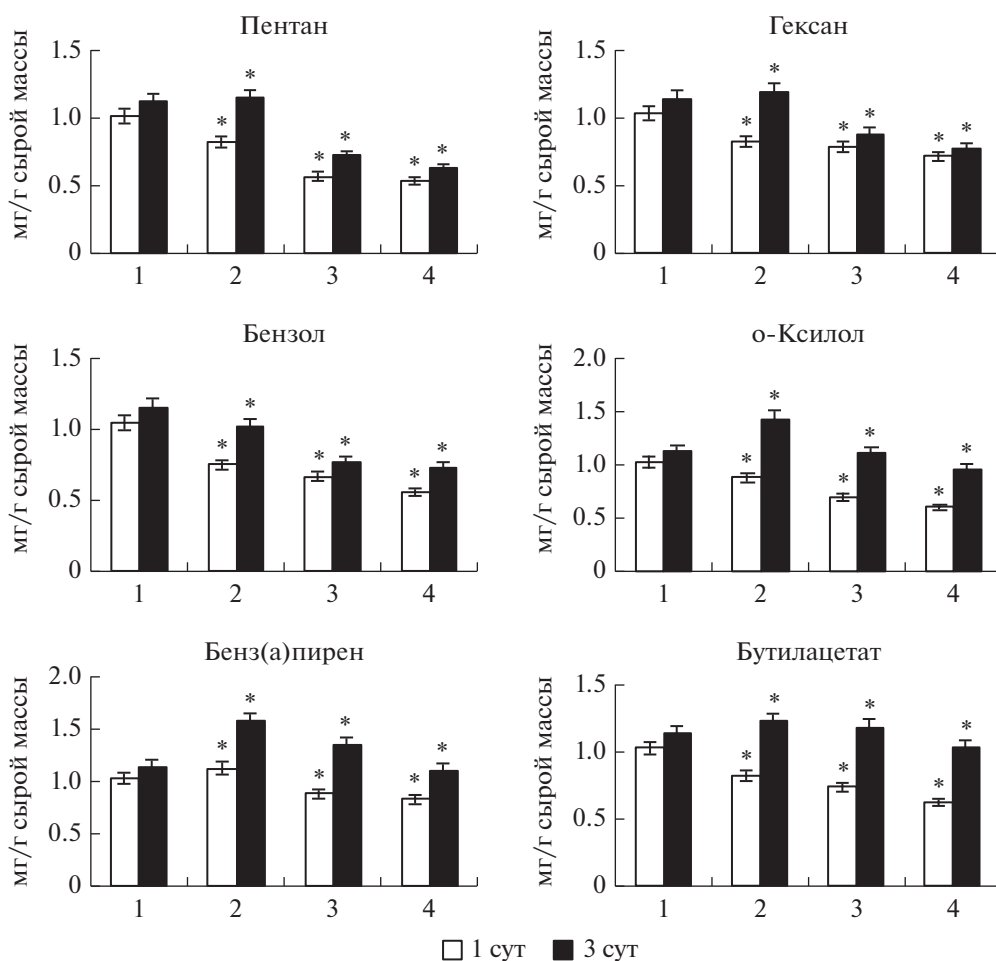 Пентан
мг/г сырой массы
1.5
1.0
0.5
0
* * * * * *
1 2 3 4
Гексан
мг/г сырой массы
1.5
1.0
0.5
0
* * * * * *
1 2 3 4
Бензол
мг/г сырой массы
1.5
1.0
0.5
0
* * * * * *
1 2 3 4
о-Ксилол
мг/г сырой массы
2.0
1.5
1.0
0.5
0
* * * * * *
1 2 3 4
Бенз(а)пирен
мг/г сырой массы
2.0
1.5
1.0
0.5
0
* * * * * *
1 2 3 4
Бутилацетат
мг/г сырой массы
1.5
1.0
0.5
0
* * * * * *
1 2 3 4
1 сут 3 сут